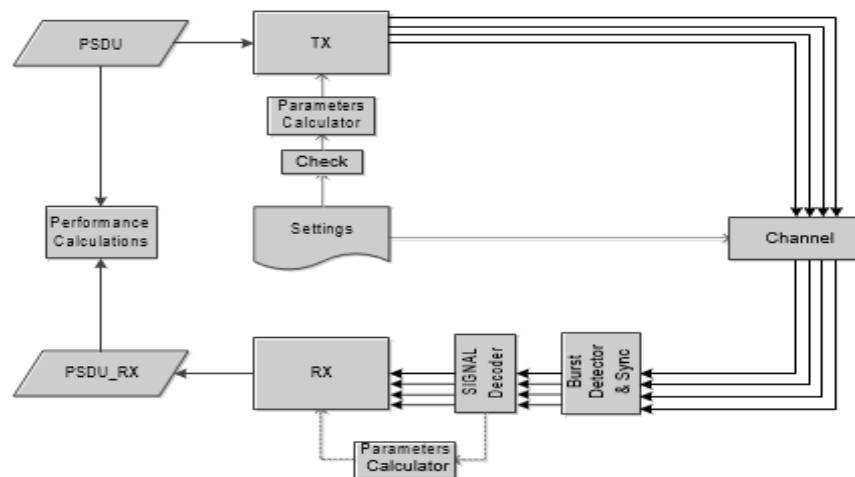 PSDU
TX
Parameters
Calculator
Check
Performance
Calculations
Settings
Channel
PSDU_RX
RX
SIGNAL
Decoder
Burst
Detector
& Sync
Parameters
Calculator